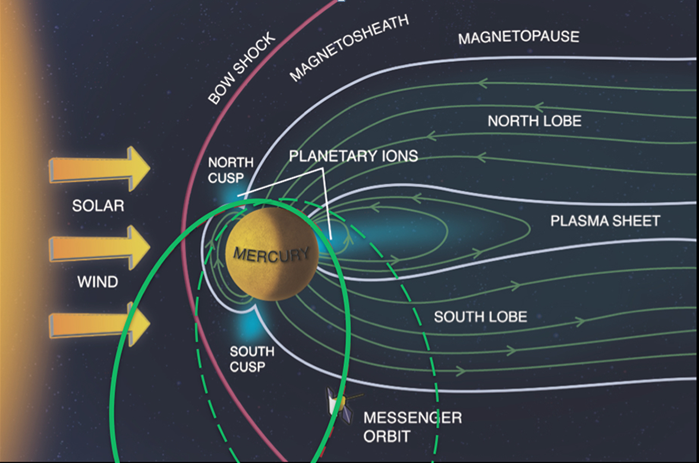 MAGNETOPAUSE
MAGNETOSHEATH
BOW SHOCK
NORTH LOBE
NORTH
CUSP
PLANETARY IONS
SOLAR
WIND
PLASMA SHEET
MERCURY
SOUTH LOBE
SOUTH
CUSP
MESSENGER
ORBIT